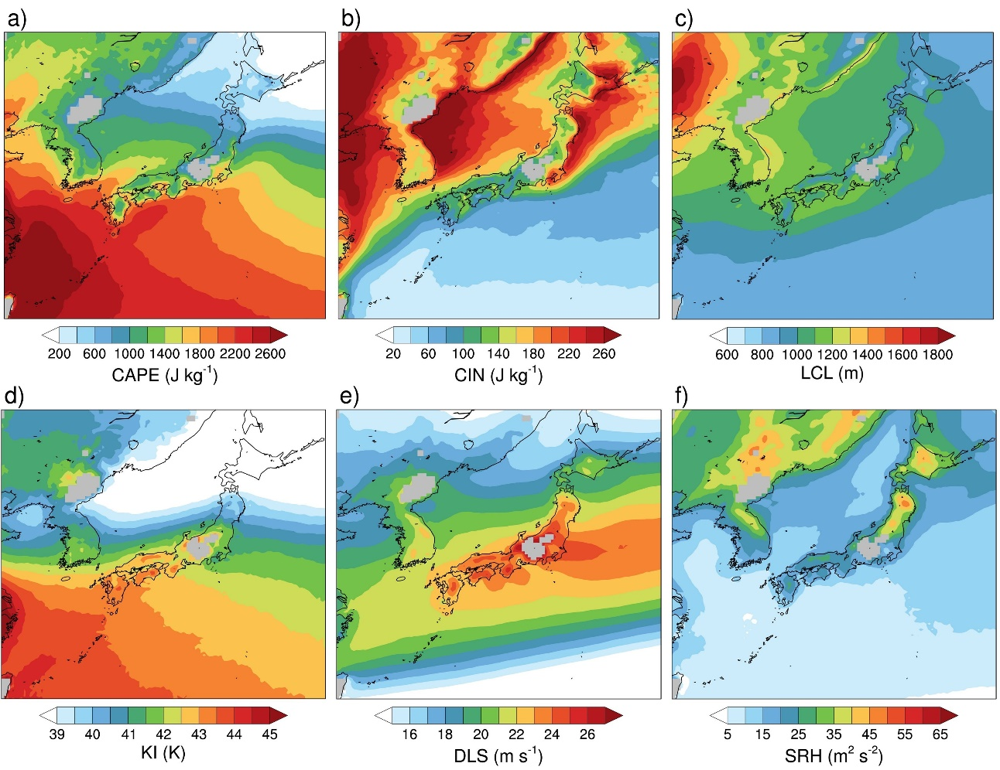 a)
b)
c)
200 600 1000 1400 1800 2200 2600
CAPE (J kg⁻¹)
20 60 100 140 180 220 260
CIN (J kg⁻¹)
600 800 1000 1200 1400 1600 1800
LCL (m)
d)
e)
f)
39 40 41 42 43 44 45
KI (K)
16 18 20 22 24 26
DLS (m s⁻¹)
5 15 25 35 45 55 65
SRH (m² s⁻²)